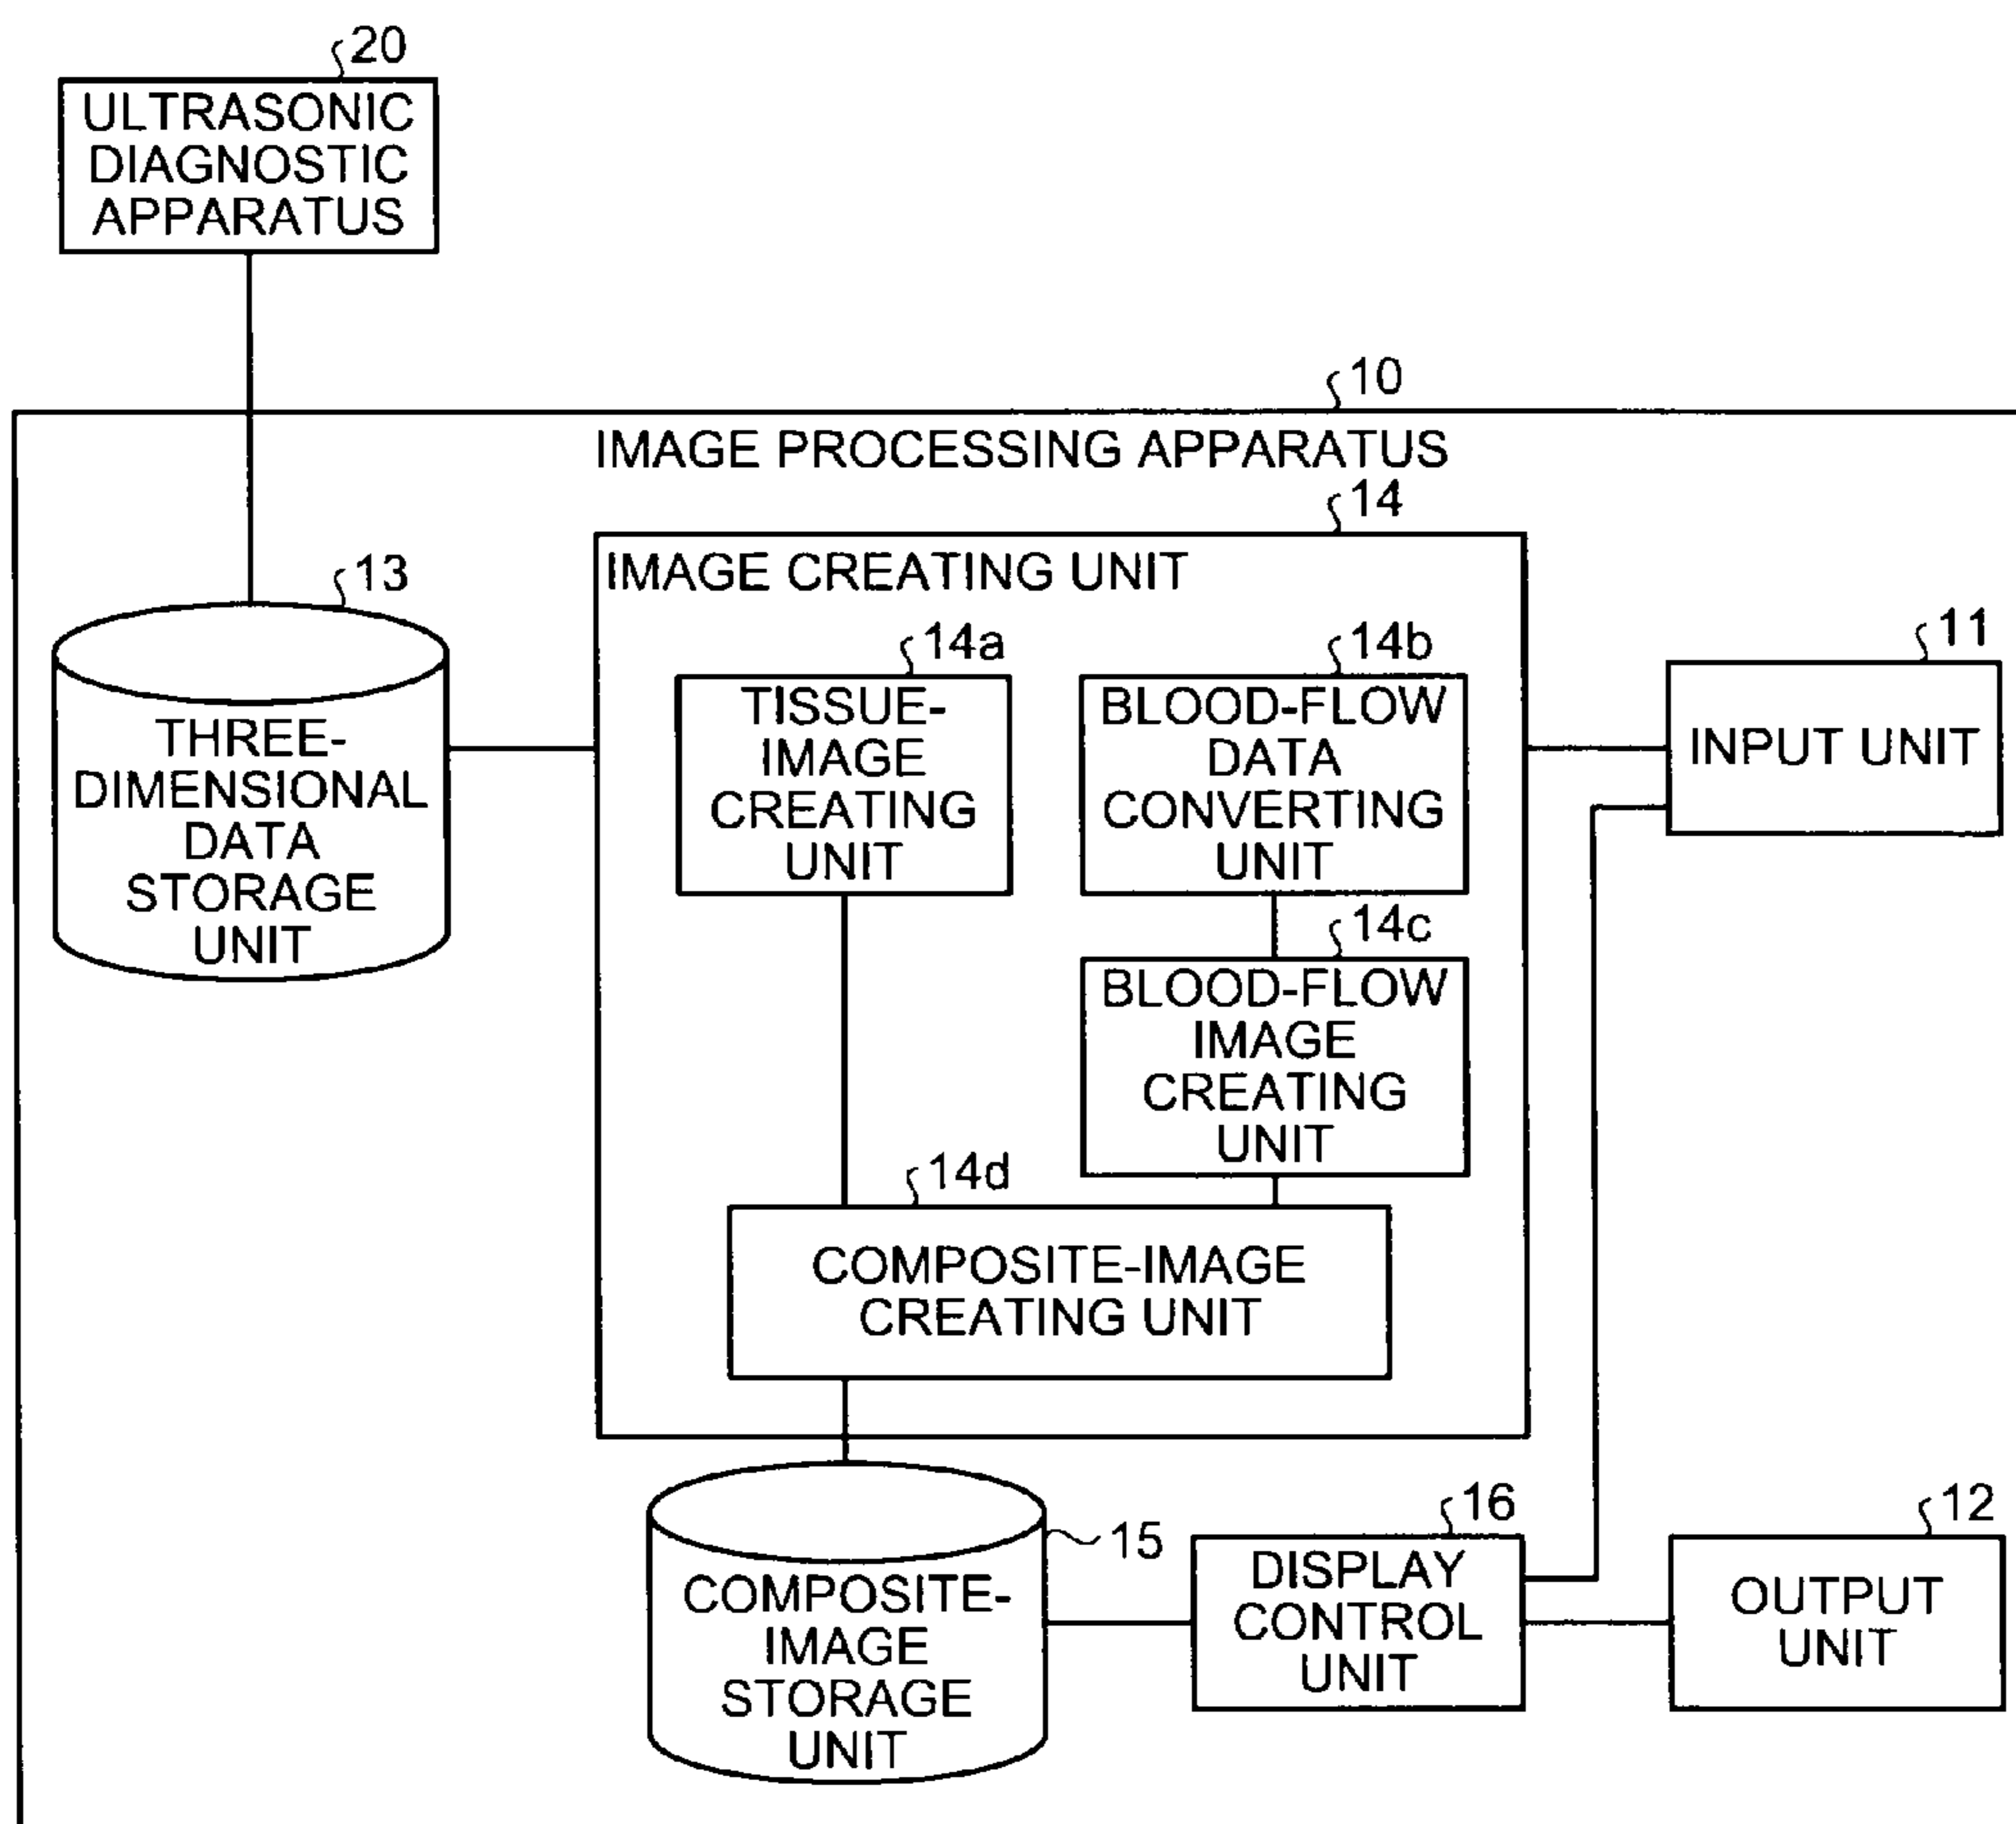 20
ULTRASONIC
DIAGNOSTIC
APPARATUS
10
IMAGE PROCESSING APPARATUS
14
IMAGE CREATING UNIT
13
THREE-
DIMENSIONAL
DATA
STORAGE
UNIT
14a
TISSUE-
IMAGE
CREATING
UNIT
14b
BLOOD-FLOW
DATA
CONVERTING
UNIT
11
INPUT UNIT
14c
BLOOD-FLOW
IMAGE
CREATING
UNIT
14d
COMPOSITE-IMAGE
CREATING UNIT
15
COMPOSITE-
IMAGE
STORAGE
UNIT
16
DISPLAY
CONTROL
UNIT
12
OUTPUT
UNIT